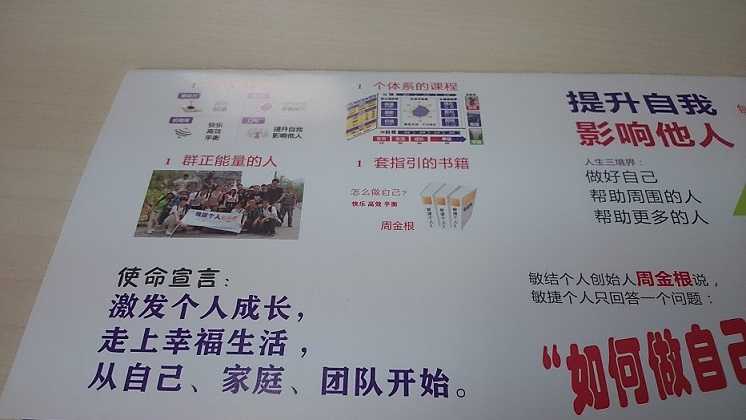 1 个体系的课程
快乐
高效
平衡
提升自我
影响他人
1 群正能量的人
1 套指引的书籍
怎么做自己?
快乐 高效 平衡
周金根
敏捷个人
使命宣言:
激发个人成长,
走上幸福生活,
从自己、家庭、团队开始。
提升自我
影响他人
人生三境界:
做好自己
帮助周围的人
帮助更多的人
敏结个人创始人周金根说,
敏捷个人只回答一个问题:
“如何做自己